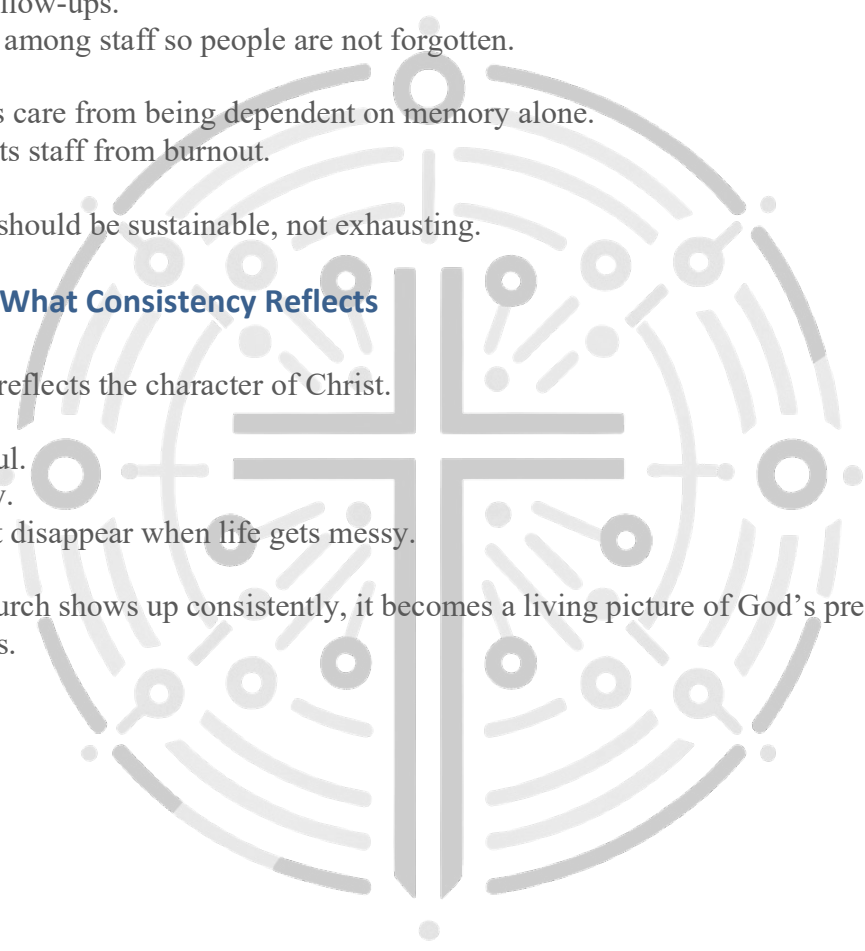 llow-ups.
among staff so people are not forgotten.
s care from being dependent on memory alone.
ts staff from burnout.
should be sustainable, not exhausting.
What Consistency Reflects
reflects the character of Christ.
ul.
y.
t disappear when life gets messy.
urch shows up consistently, it becomes a living picture of God’s pre
s.